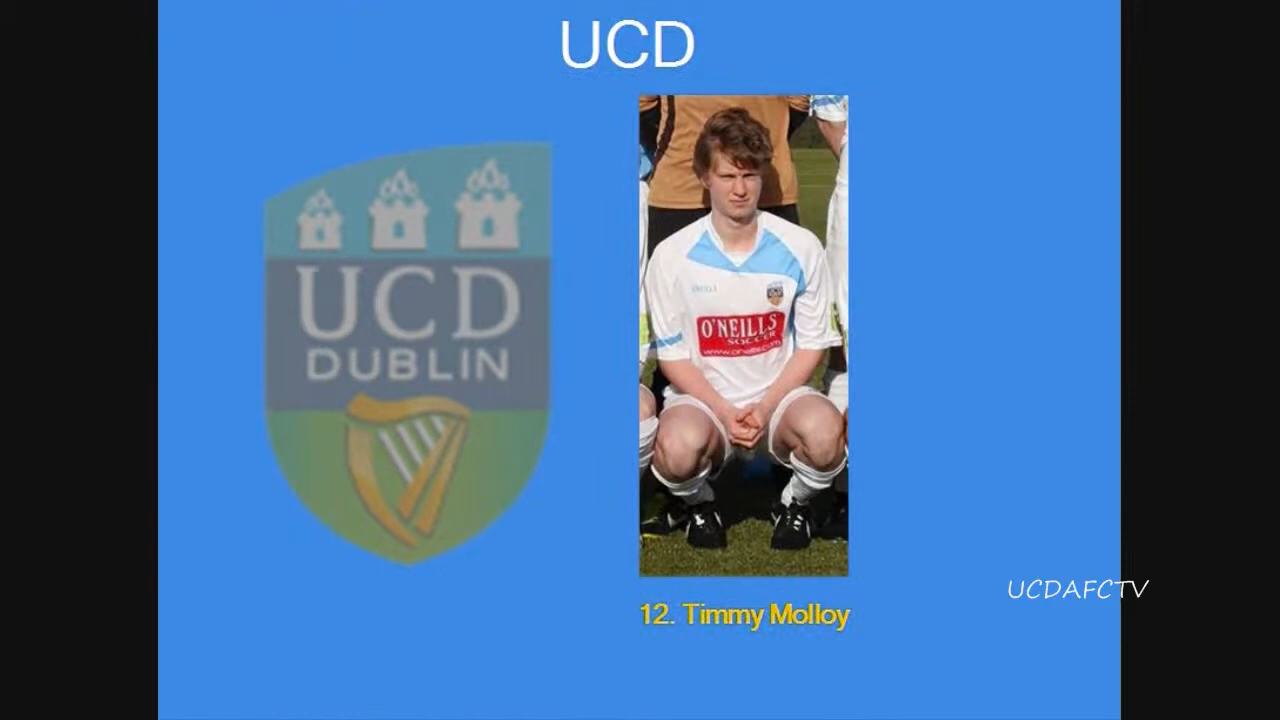 UCD
UCD
DUBLIN
O'NEILLS
SOCCER
12. Timmy Molloy
UCDAFCTV